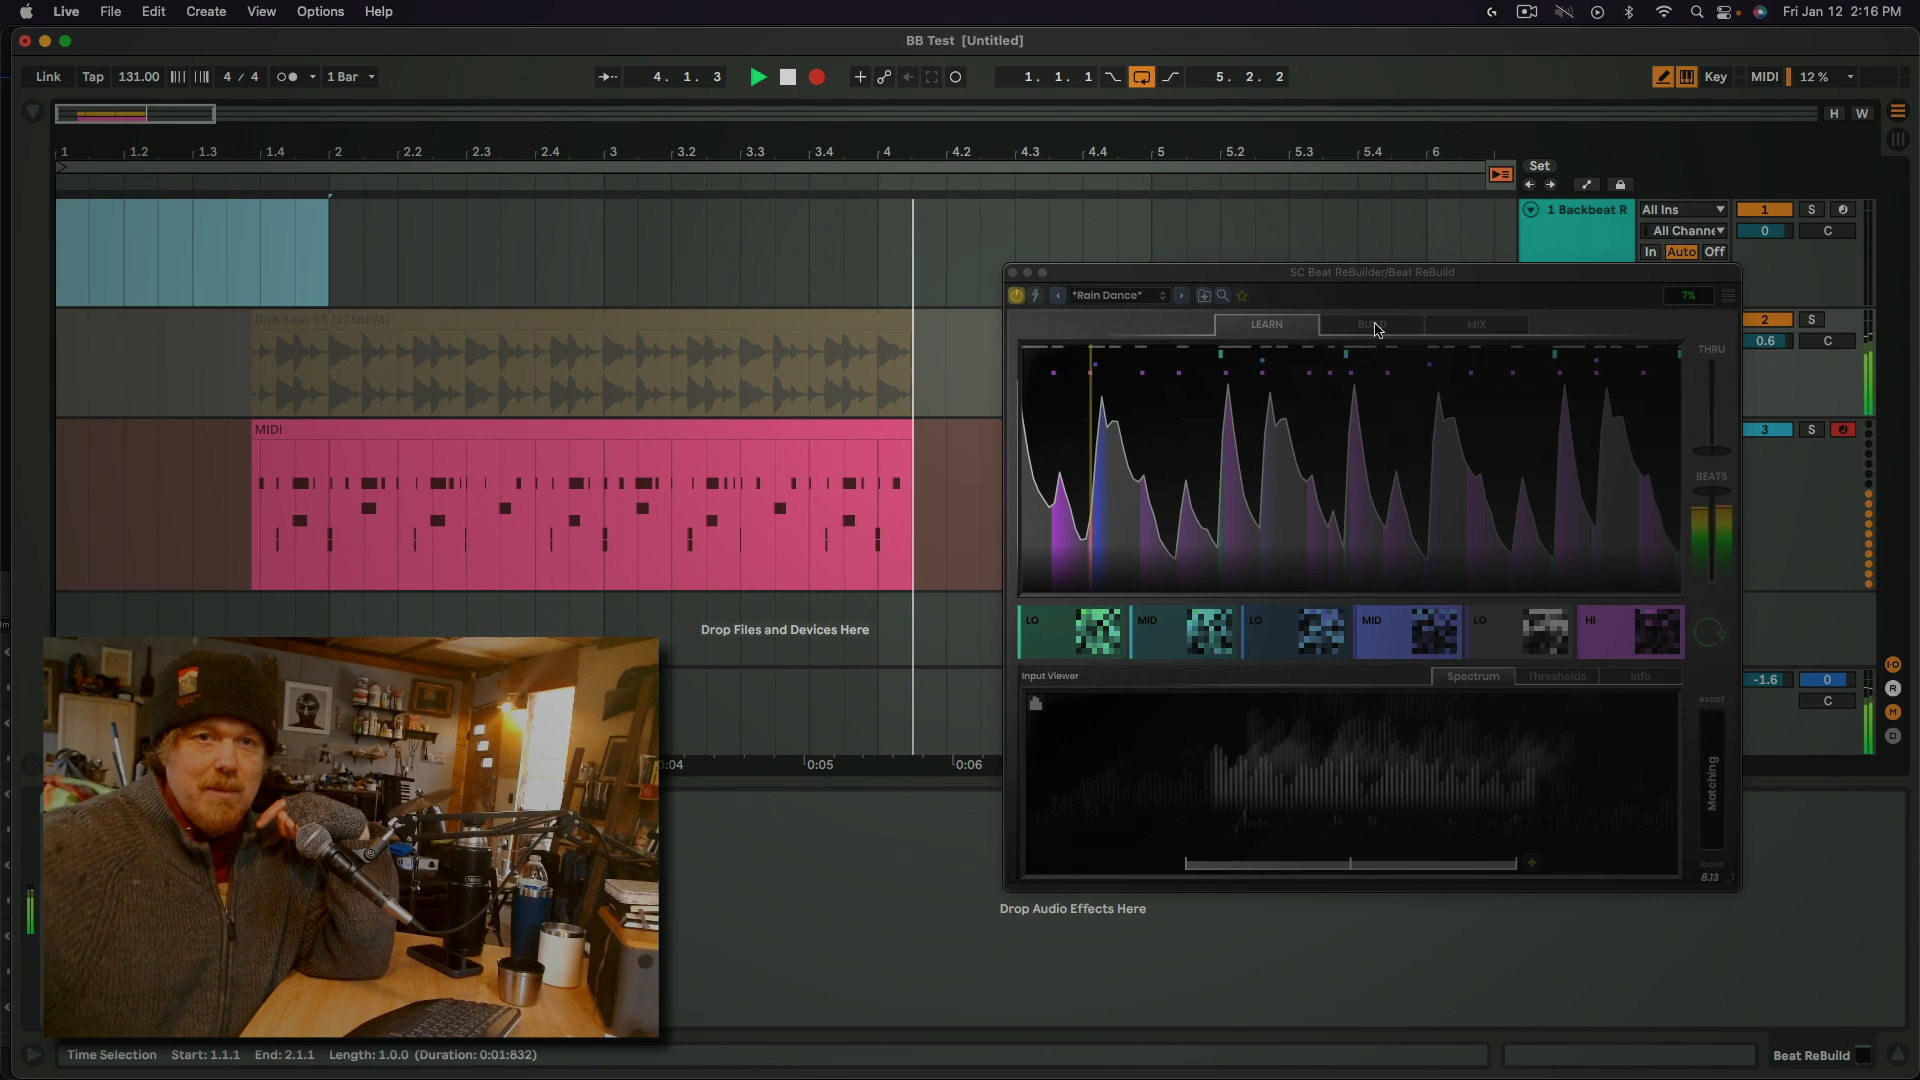 Live File Edit Create View Options Help
Fri Jan 12 2:16 PM
BB Test [Untitled]
Link Tap 131.00 4 / 4 1 Bar
4. 1. 3
1. 1. 1
5. 2. 2
Key MIDI 12 %
H W
1 1.2 1.3 1.4 2 2.2 2.3 2.4 3 3.2 3.3 3.4 4 4.2 4.3 4.4 5 5.2 5.3 5.4 6
Set
1 Backbeat R All Ins 1 S
All Channe 0 C
In Auto Off
SC Beat ReBuilder/Beat ReBuild
*Rain Dance* 7%
DnB Beat 13 (175BPM)
2 S
0.6 C
LEARN BUILD MIX
THRU
MIDI
3 S
BEATS
Drop Files and Devices Here
LO MID LO MID LO HI
Input Viewer Spectrum Thresholds Info
-1.6 0
C
R
M
D
exact
Matching
loose
8.13
0:04 0:05 0:06
Drop Audio Effects Here
Time Selection Start: 1.1.1 End: 2.1.1 Length: 1.0.0 (Duration: 0:01:832)
Beat ReBuild